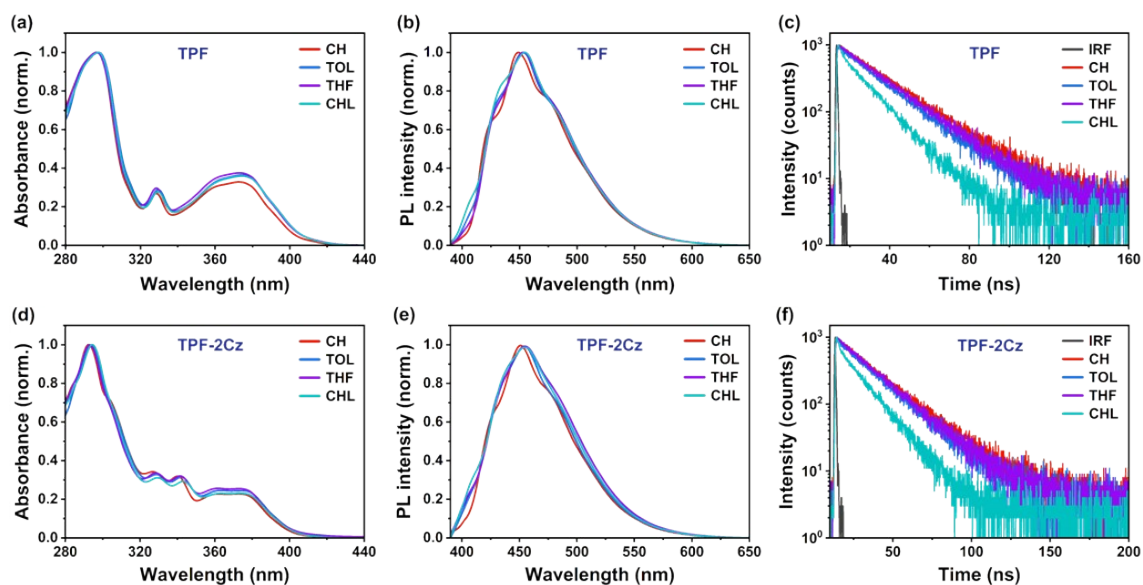 (a)
TPF
CH
TOL
THF
CHL
1.0
0.8
0.6
0.4
0.2
0.0
280 320 360 400 440
Absorbance (norm.)
Wavelength (nm)
(b)
TPF
CH
TOL
THF
CHL
1.0
0.8
0.6
0.4
0.2
0.0
400 450 500 550 600 650
PL intensity (norm.)
Wavelength (nm)
(c)
TPF
IRF
CH
TOL
THF
CHL
10³
10²
10¹
10⁰
40 80 120 160
Intensity (counts)
Time (ns)
(d)
TPF-2Cz
CH
TOL
THF
CHL
1.0
0.8
0.6
0.4
0.2
0.0
280 320 360 400 440
Absorbance (norm.)
Wavelength (nm)
(e)
TPF-2Cz
CH
TOL
THF
CHL
1.0
0.8
0.6
0.4
0.2
0.0
400 450 500 550 600 650
PL intensity (norm.)
Wavelength (nm)
(f)
TPF-2Cz
IRF
CH
TOL
THF
CHL
10³
10²
10¹
10⁰
50 100 150 200
Intensity (counts)
Time (ns)